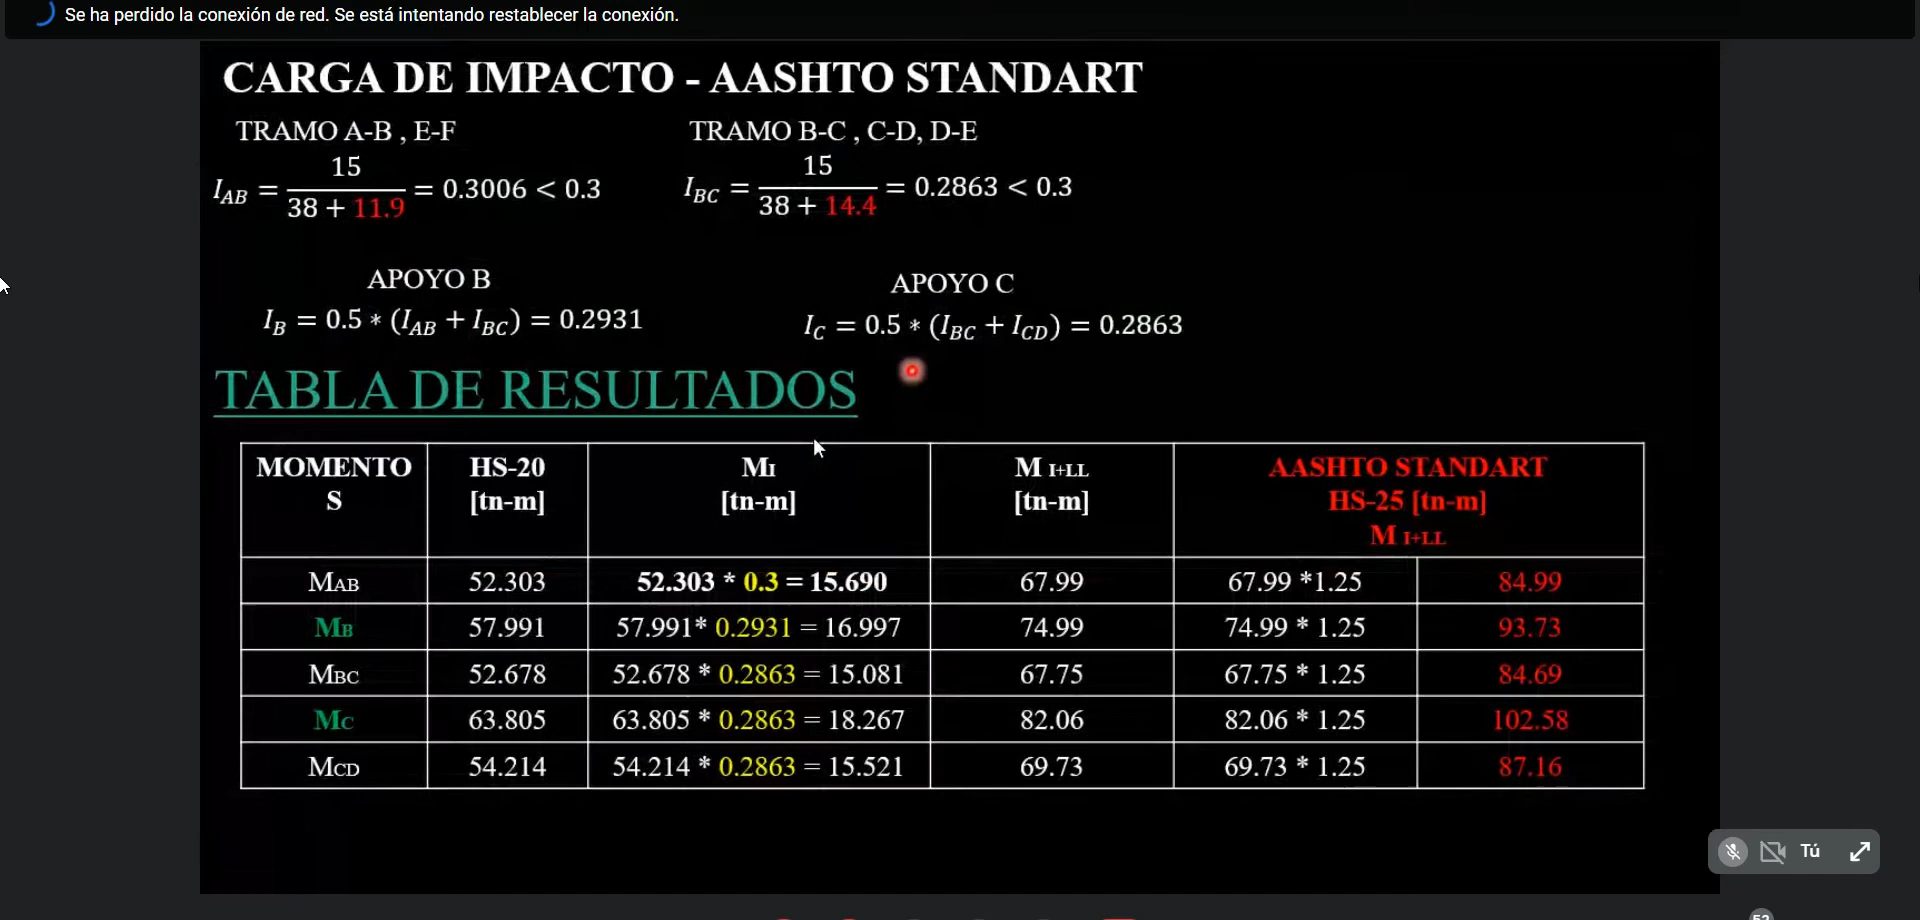 Se ha perdido la conexión de red. Se está intentando restablecer la conexión.
CARGA DE IMPACTO - AASHTO STANDART
TRAMO A-B , E-F
I_AB = 15 / (38 + 11.9) = 0.3006 < 0.3
TRAMO B-C , C-D, D-E
I_BC = 15 / (38 + 14.4) = 0.2863 < 0.3
APOYO B
I_B = 0.5 * (I_AB + I_BC) = 0.2931
APOYO C
I_C = 0.5 * (I_BC + I_CD) = 0.2863
TABLA DE RESULTADOS
MOMENTO
S
HS-20
[tn-m]
MI
[tn-m]
M I+LL
[tn-m]
AASHTO STANDART
HS-25 [tn-m]
M I+LL
MAB 52.303 52.303 * 0.3 = 15.690 67.99 67.99 *1.25 84.99
MB 57.991 57.991* 0.2931 = 16.997 74.99 74.99 * 1.25 93.73
MBC 52.678 52.678 * 0.2863 = 15.081 67.75 67.75 * 1.25 84.69
MC 63.805 63.805 * 0.2863 = 18.267 82.06 82.06 * 1.25 102.58
MCD 54.214 54.214 * 0.2863 = 15.521 69.73 69.73 * 1.25 87.16
Tú